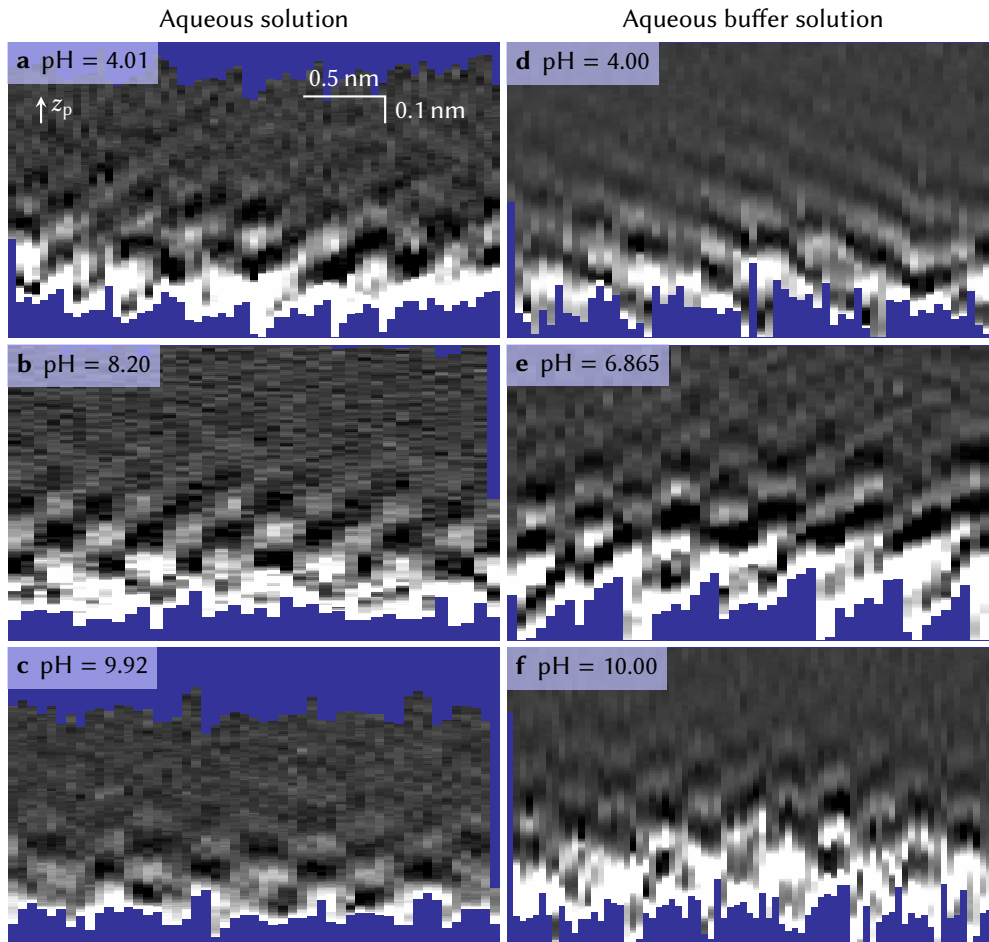 Aqueous solution
Aqueous buffer solution
a pH = 4.01
0.5 nm
0.1 nm
zp
d pH = 4.00
b pH = 8.20
e pH = 6.865
c pH = 9.92
f pH = 10.00